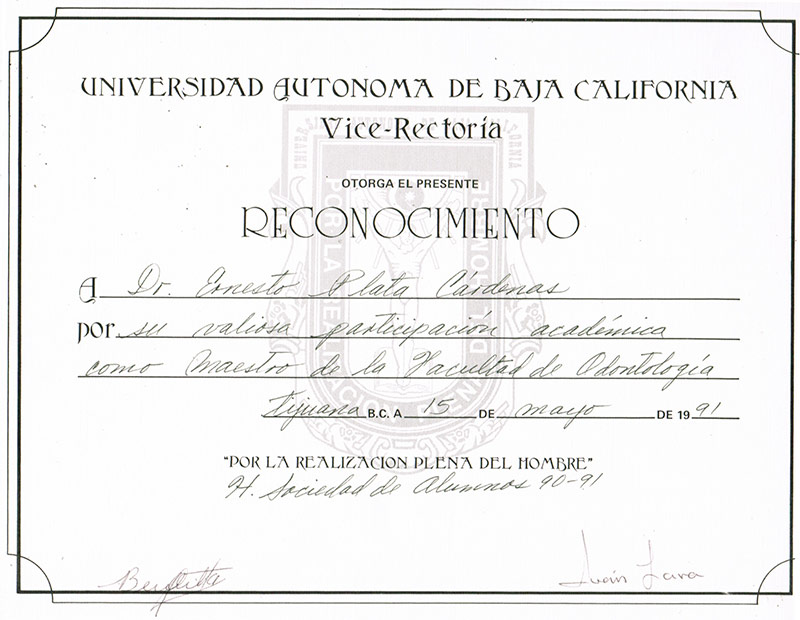 UNIVERSIDAD AUTONOMA DE BAJA CALIFORNIA
Vice-Rectoría
OTORGA EL PRESENTE
RECONOCIMIENTO
A Dr. Ernesto Plata Cárdenas
por su valiosa participación académica
como Maestro de la Facultad de Odontología
Tijuana B.C. A 15 DE mayo DE 1991
"POR LA REALIZACION PLENA DEL HOMBRE"
H. Sociedad de Alumnos 90-91